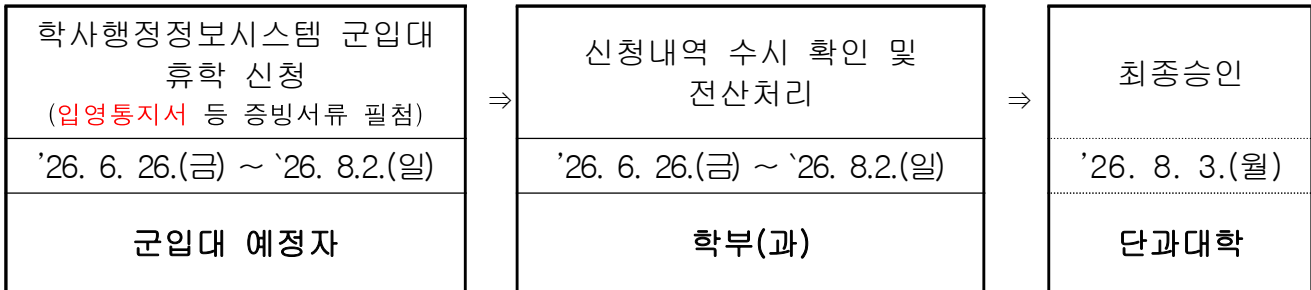 학사행정정보시스템 군입대
휴학 신청
(입영통지서 등 증빙서류 필첨)
'26. 6. 26.(금) ~ `26. 8.2.(일)
군입대 예정자
⇒
신청내역 수시 확인 및
전산처리
'26. 6. 26.(금) ~ `26. 8.2.(일)
학부(과)
⇒
최종승인
'26. 8. 3.(월)
단과대학